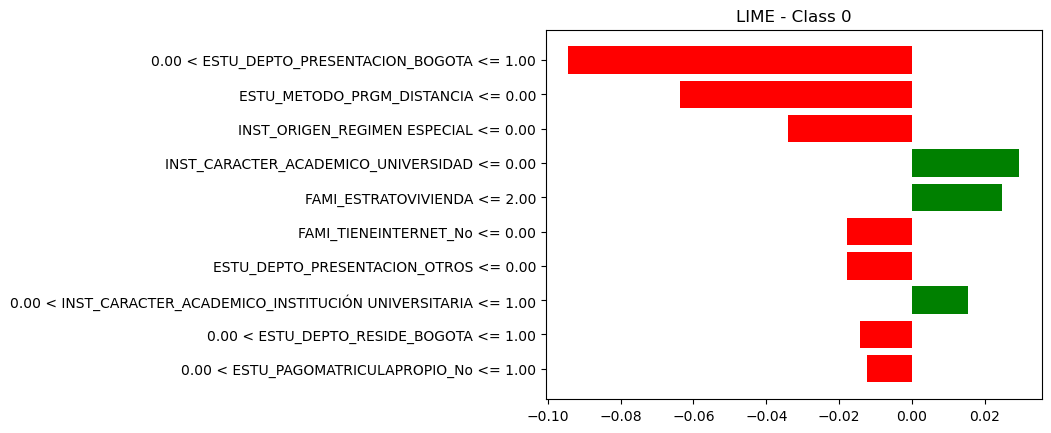 LIME - Class 0
0.00 < ESTU_DEPTO_PRESENTACION_BOGOTA <= 1.00
ESTU_METODO_PRGM_DISTANCIA <= 0.00
INST_ORIGEN_REGIMEN ESPECIAL <= 0.00
INST_CARACTER_ACADEMICO_UNIVERSIDAD <= 0.00
FAMI_ESTRATOVIVIENDA <= 2.00
FAMI_TIENEINTERNET_No <= 0.00
ESTU_DEPTO_PRESENTACION_OTROS <= 0.00
0.00 < INST_CARACTER_ACADEMICO_INSTITUCIÓN UNIVERSITARIA <= 1.00
0.00 < ESTU_DEPTO_RESIDE_BOGOTA <= 1.00
0.00 < ESTU_PAGOMATRICULAPROPIO_No <= 1.00
−0.10 −0.08 −0.06 −0.04 −0.02 0.00 0.02